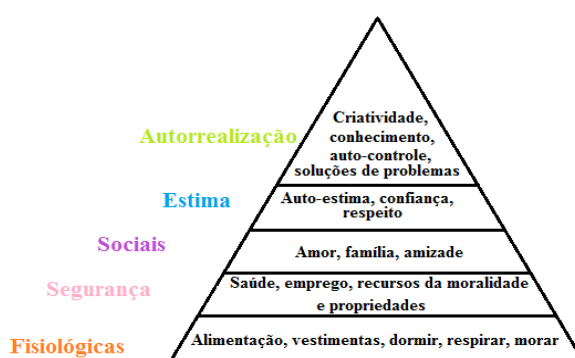 Criatividade,
conhecimento,
Autorrealização
auto-controle,
soluções de problemas
Estima
Auto-estima, confiança,
respeito
Sociais
Amor, família, amizade
Segurança
Saúde, emprego, recursos da moralidade
e propriedades
Fisiológicas
Alimentação, vestimentas, dormir, respirar, morar